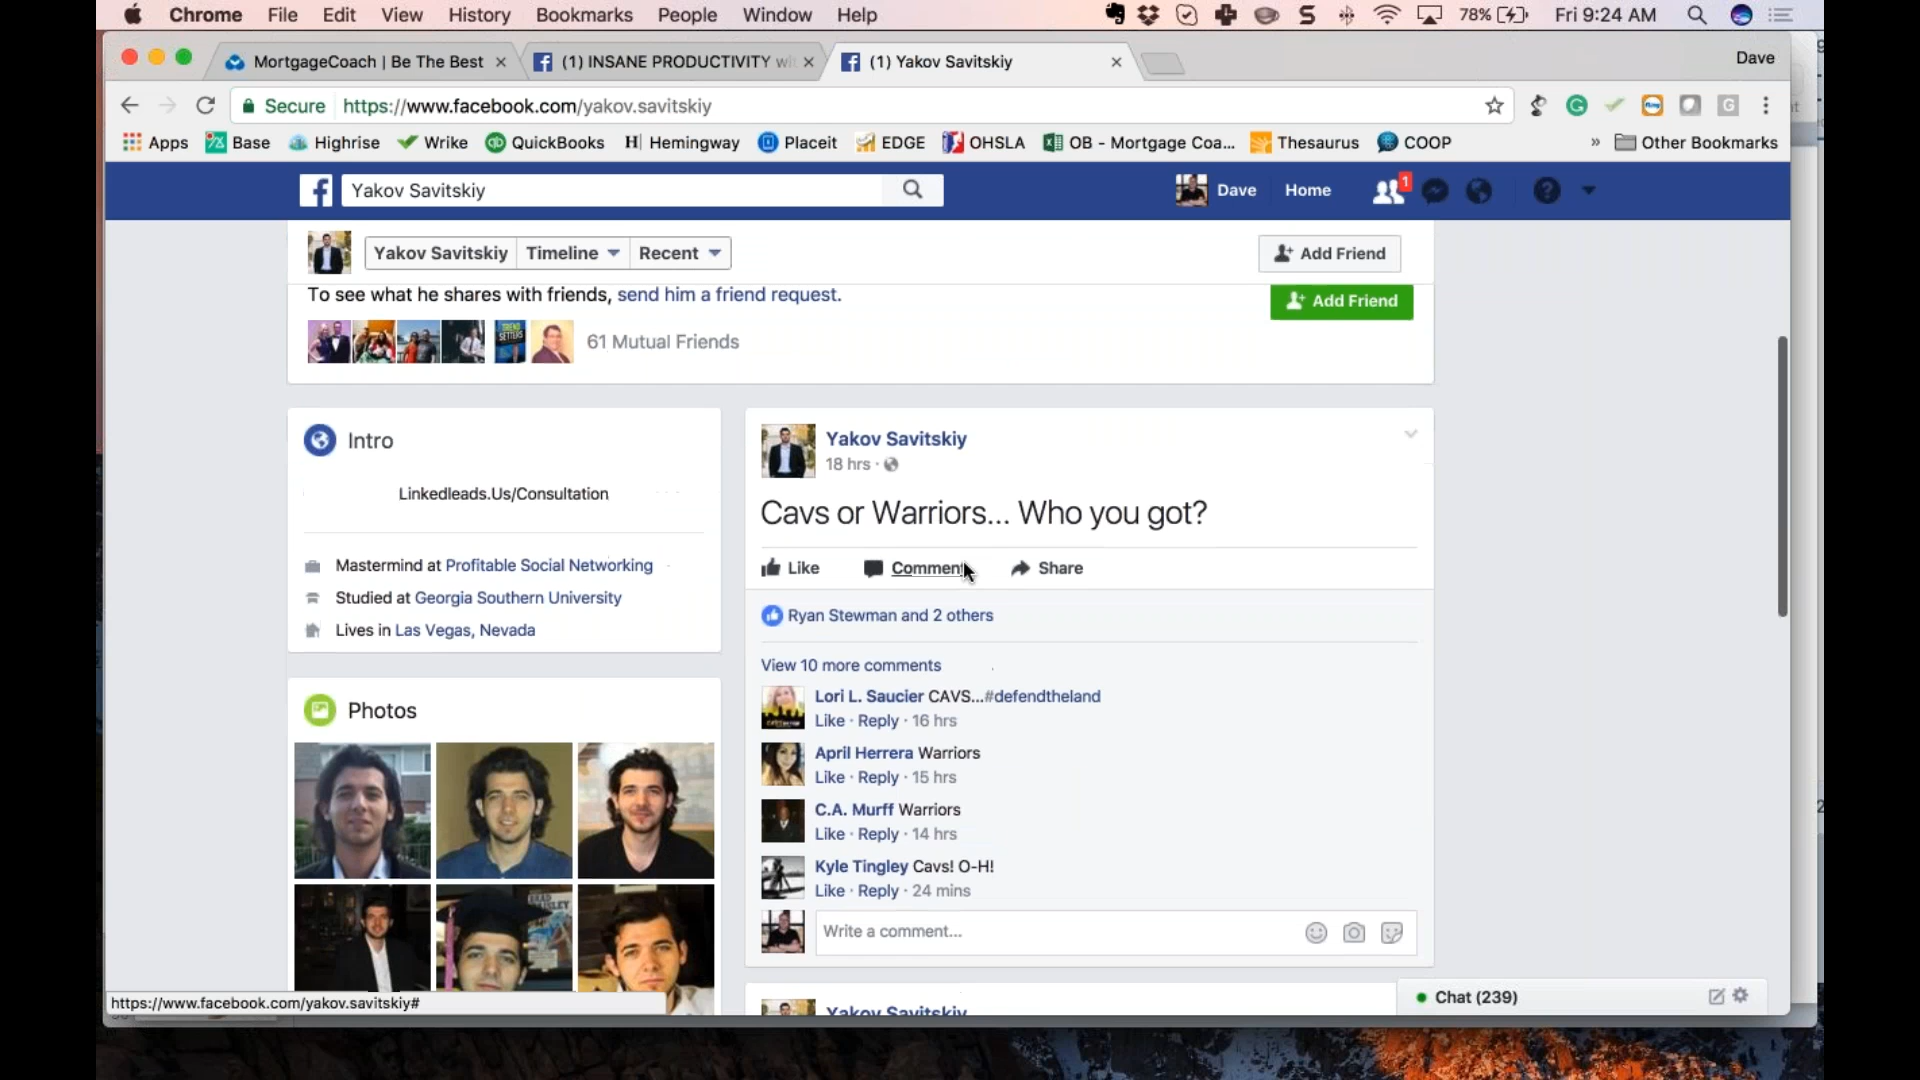 Chrome File Edit View History Bookmarks People Window Help 78% Fri 9:24 AM
MortgageCoach | Be The Best (1) INSANE PRODUCTIVITY (1) Yakov Savitskiy Dave
Secure https://www.facebook.com/yakov.savitskiy
Apps Base Highrise Wrike QuickBooks Hemingway Placeit EDGE OHSLA OB - Mortgage Coa... Thesaurus COOP » Other Bookmarks
Yakov Savitskiy Dave Home 1
Yakov Savitskiy Timeline Recent Add Friend
To see what he shares with friends, send him a friend request. Add Friend
61 Mutual Friends
Intro
Linkedleads.Us/Consultation
Mastermind at Profitable Social Networking
Studied at Georgia Southern University
Lives in Las Vegas, Nevada
Photos
Yakov Savitskiy
18 hrs ·
Cavs or Warriors... Who you got?
Like Comment Share
Ryan Stewman and 2 others
View 10 more comments
Lori L. Saucier CAVS...#defendtheland
Like · Reply · 16 hrs
April Herrera Warriors
Like · Reply · 15 hrs
C.A. Murff Warriors
Like · Reply · 14 hrs
Kyle Tingley Cavs! O-H!
Like · Reply · 24 mins
Write a comment...
Yakov Savitskiy
Chat (239)
https://www.facebook.com/yakov.savitskiy#